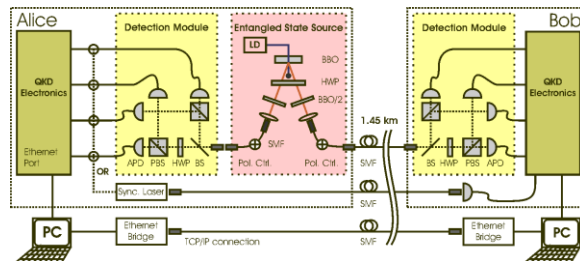 Alice
Bob
Detection Module
Entangled State Source
Detection Module
LD
BBO
HWP
BBO/2
QKD
Electronics
QKD
Electronics
1.45 km
SMF
Ethernet
Port
APD PBS HWP BS
Pol. Ctrl.
Pol. Ctrl.
SMF
BS HWP PBS APD
OR
Sync. Laser
SMF
PC
Ethernet
Bridge
TCP/IP connection
SMF
Ethernet
Bridge
PC